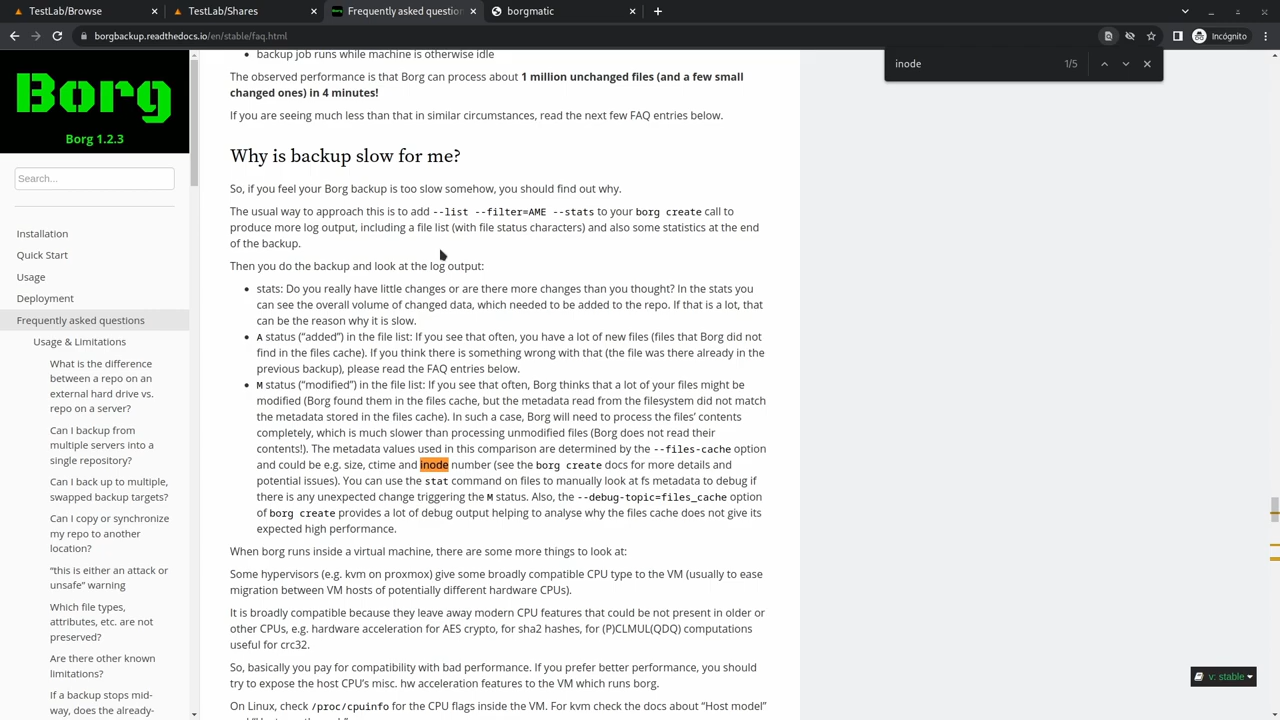 TestLab/Browse
TestLab/Shares
Frequently asked question
borgmatic
borgbackup.readthedocs.io/en/stable/faq.html
Incógnito
inode
1/5
Borg
Borg 1.2.3
Search...
Installation
Quick Start
Usage
Deployment
Frequently asked questions
Usage & Limitations
What is the difference
between a repo on an
external hard drive vs.
repo on a server?
Can I backup from
multiple servers into a
single repository?
Can I back up to multiple,
swapped backup targets?
Can I copy or synchronize
my repo to another
location?
“this is either an attack or
unsafe” warning
Which file types,
attributes, etc. are not
preserved?
Are there other known
limitations?
If a backup stops mid-
way, does the already-
• backup job runs while machine is otherwise idle
The observed performance is that Borg can process about 1 million unchanged files (and a few small
changed ones) in 4 minutes!
If you are seeing much less than that in similar circumstances, read the next few FAQ entries below.
Why is backup slow for me?
So, if you feel your Borg backup is too slow somehow, you should find out why.
The usual way to approach this is to add --list --filter=AME --stats to your borg create call to
produce more log output, including a file list (with file status characters) and also some statistics at the end
of the backup.
Then you do the backup and look at the log output:
• stats: Do you really have little changes or are there more changes than you thought? In the stats you
can see the overall volume of changed data, which needed to be added to the repo. If that is a lot, that
can be the reason why it is slow.
• A status (“added”) in the file list: If you see that often, you have a lot of new files (files that Borg did not
find in the files cache). If you think there is something wrong with that (the file was there already in the
previous backup), please read the FAQ entries below.
• M status (“modified”) in the file list: If you see that often, Borg thinks that a lot of your files might be
modified (Borg found them in the files cache, but the metadata read from the filesystem did not match
the metadata stored in the files cache). In such a case, Borg will need to process the files’ contents
completely, which is much slower than processing unmodified files (Borg does not read their
contents!). The metadata values used in this comparison are determined by the --files-cache option
and could be e.g. size, ctime and inode number (see the borg create docs for more details and
potential issues). You can use the stat command on files to manually look at fs metadata to debug if
there is any unexpected change triggering the M status. Also, the --debug-topic=files_cache option
of borg create provides a lot of debug output helping to analyse why the files cache does not give its
expected high performance.
When borg runs inside a virtual machine, there are some more things to look at:
Some hypervisors (e.g. kvm on proxmox) give some broadly compatible CPU type to the VM (usually to ease
migration between VM hosts of potentially different hardware CPUs).
It is broadly compatible because they leave away modern CPU features that could be not present in older or
other CPUs, e.g. hardware acceleration for AES crypto, for sha2 hashes, for (P)CLMUL(QDQ) computations
useful for crc32.
So, basically you pay for compatibility with bad performance. If you prefer better performance, you should
try to expose the host CPU’s misc. hw acceleration features to the VM which runs borg.
On Linux, check /proc/cpuinfo for the CPU flags inside the VM. For kvm check the docs about “Host model”
v: stable